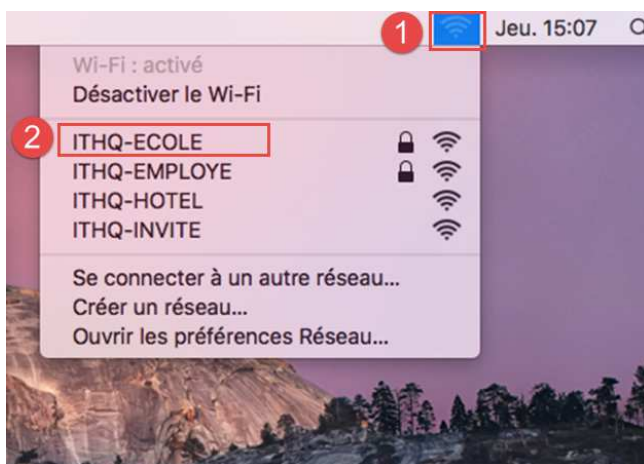 1 Jeu. 15:07
Wi-Fi : activé
Désactiver le Wi-Fi
2 ITHQ-ECOLE
ITHQ-EMPLOYE
ITHQ-HOTEL
ITHQ-INVITE
Se connecter à un autre réseau...
Créer un réseau...
Ouvrir les préférences Réseau...